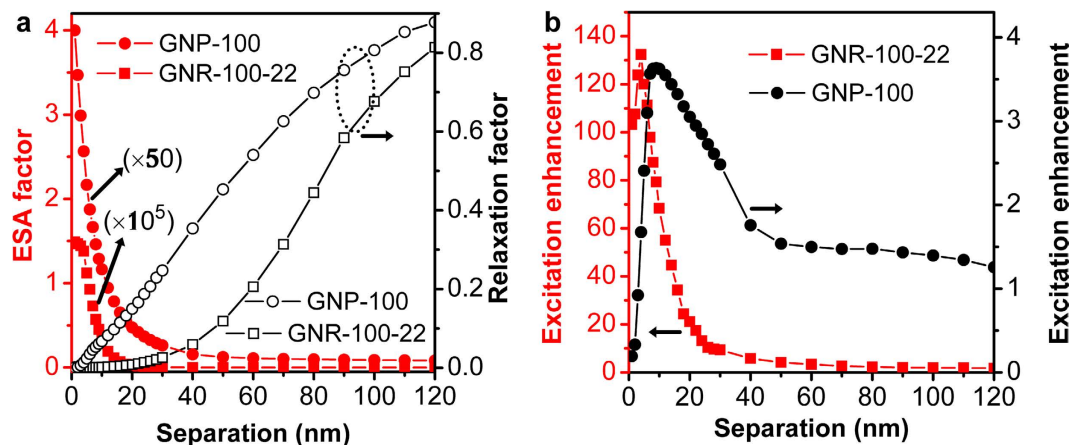 a
ESA factor
4
3
2
1
0
GNP-100
GNR-100-22
(×50)
(×10⁵)
GNP-100
GNR-100-22
0.8
0.6
0.4
0.2
0.0
Relaxation factor
0 20 40 60 80 100 120
Separation (nm)
b
Excitation enhancement
140
120
100
80
60
40
20
0
GNR-100-22
GNP-100
4
3
2
1
0
Excitation enhancement
0 20 40 60 80 100 120
Separation (nm)